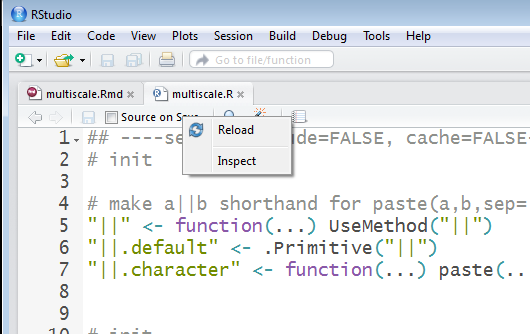 RStudio
File Edit Code View Plots Session Build Debug Tools Help
Go to file/function
multiscale.Rmd multiscale.R
Source on Save
Reload
Inspect
1 ## ----se ude=FALSE, cache=FALSE
2 # init
3
4 # make a||b shorthand for paste(a,b,sep=
5 "||" <- function(...) UseMethod("||")
6 "||.default" <- .Primitive("||")
7 "||.character" <- function(...) paste(..
8
9
10 # init